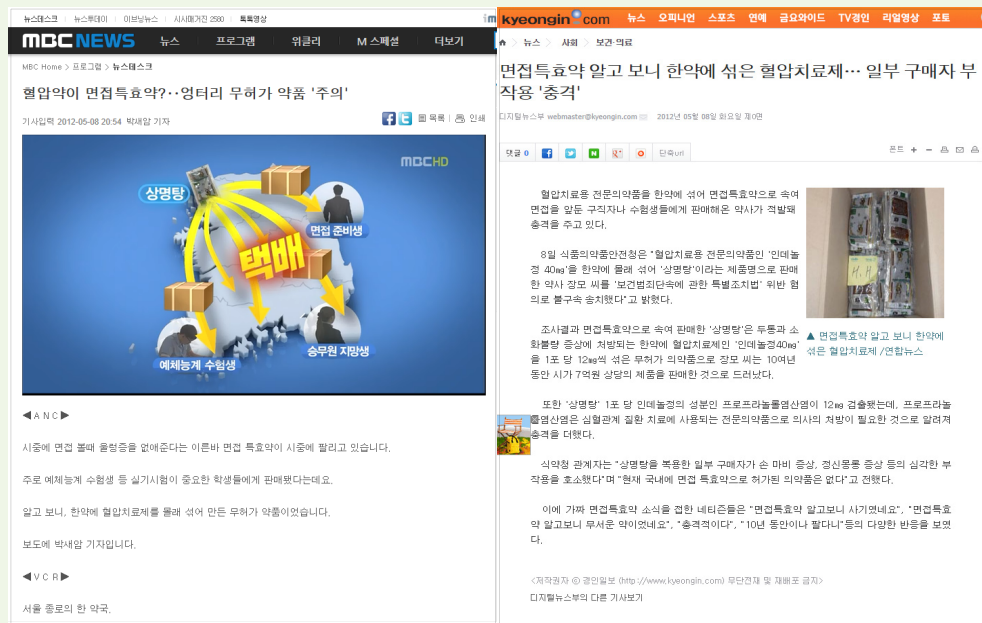 뉴스데스크 뉴스투데이 이브닝뉴스 시사매거진 2580 톡톡영상
MBC NEWS 뉴스 프로그램 위클리 M 스페셜 더보기
MBC Home > 프로그램 > 뉴스데스크
혈압약이 면접특효약?‥엉터리 무허가 약품 '주의'
기사입력 2012-05-08 20:54 박새암 기자 목록 인쇄
MBC HD
상명탕
면접 준비생
택배
승무원 지망생
예체능계 수험생
◀ANC▶
시중에 면접 볼때 울렁증을 없애준다는 이른바 면접 특효약이 시중에 팔리고 있습니다.
주로 예체능계 수험생 등 실기시험이 중요한 학생들에게 판매됐다는데요.
알고 보니, 한약에 혈압치료제를 몰래 섞어 만든 무허가 약품이었습니다.
보도에 박새암 기자입니다.
◀VCR▶
서울 종로의 한 약국.
kyeongin.com 뉴스 오피니언 스포츠 연예 금요와이드 TV경인 리얼영상 포토
뉴스 > 사회 > 보건·의료
면접특효약 알고 보니 한약에 섞은 혈압치료제… 일부 구매자 부
작용 '충격'
디지털뉴스부 webmaster@kyeongin.com 2012년 05월 08일 화요일 제0면
댓글 0 단축url 폰트 + -
혈압치료용 전문의약품을 한약에 섞어 면접특효약으로 속여
면접을 앞둔 구직자나 수험생들에게 판매해온 약사가 적발돼
충격을 주고 있다.
8일 식품의약품안전청은 "혈압치료용 전문의약품인 '인데놀
정 40㎎'을 한약에 몰래 섞어 '상명탕'이라는 제품명으로 판매
한 약사 장모 씨를 '보건범죄단속에 관한 특별조치법' 위반 혐
의로 불구속 송치했다"고 밝혔다.
조사결과 면접특효약으로 속여 판매한 '상명탕'은 두통과 소
화불량 증상에 처방되는 한약에 혈압치료제인 '인데놀정40㎎'
을 1포 당 12㎎씩 섞은 무허가 의약품으로 장모 씨는 10여년
동안 시가 7억원 상당의 제품을 판매한 것으로 드러났다.
H.H
▲ 면접특효약 알고 보니 한약에
섞은 혈압치료제 /연합뉴스
또한 '상명탕' 1포 당 인데놀정의 성분인 프로프라놀롤염산염이 12㎎ 검출됐는데, 프로프라놀
롤염산염은 심혈관계 질환 치료에 사용되는 전문의약품으로 의사의 처방이 필요한 것으로 알려져
충격을 더했다.
식약청 관계자는 "상명탕을 복용한 일부 구매자가 손 마비 증상, 정신몽롱 증상 등의 심각한 부
작용을 호소했다"며 "현재 국내에 면접 특효약으로 허가된 의약품은 없다"고 전했다.
이에 가짜 면접특효약 소식을 접한 네티즌들은 "면접특효약 알고보니 사기였네요", "면접특효
약 알고보니 무서운 약이었네요", "충격적이다", "10년 동안이나 팔다니"등의 다양한 반응을 보였
다.
<저작권자 ⓒ 경인일보 (http://www.kyeongin.com) 무단전재 및 재배포 금지>
디지털뉴스부의 다른 기사보기